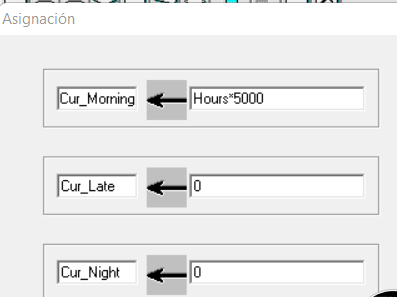 Asignación
Cur_Morning Hours*5000
Cur_Late 0
Cur_Night 0